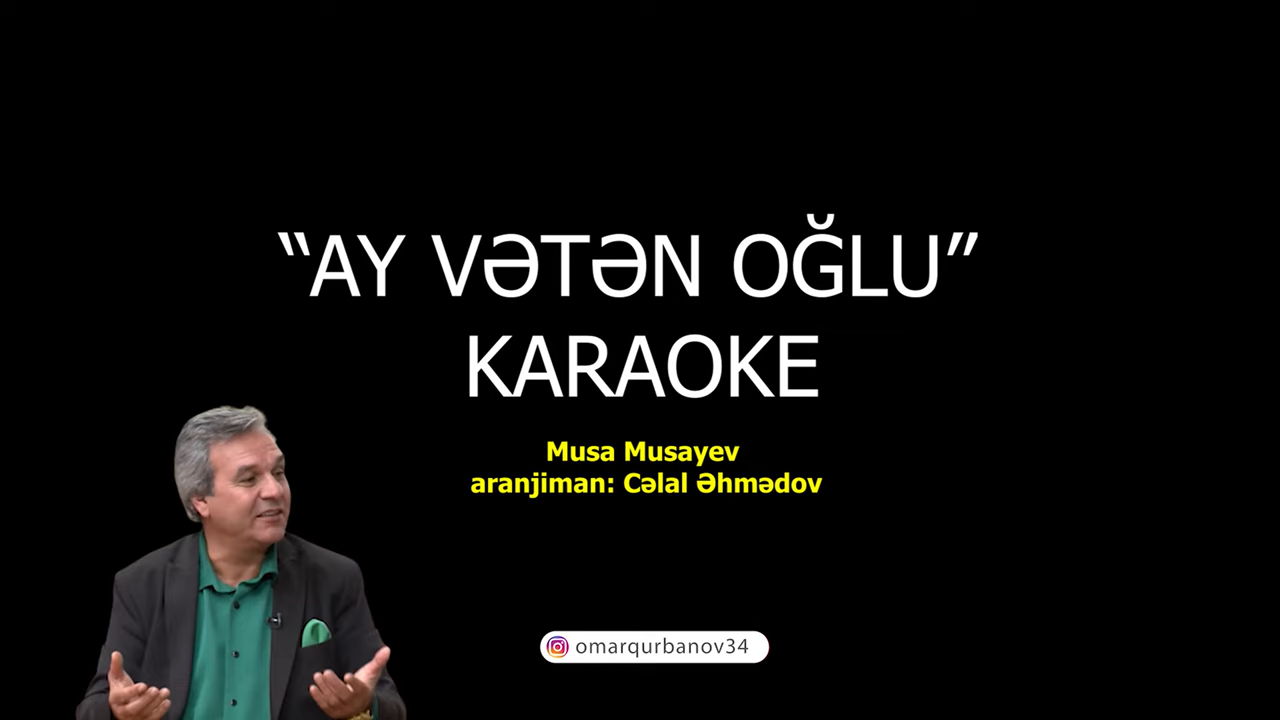 “AY VƏTƏN OĞLU”
KARAOKE
Musa Musayev
aranjiman: Cəlal Əhmədov
omarqurbanov34